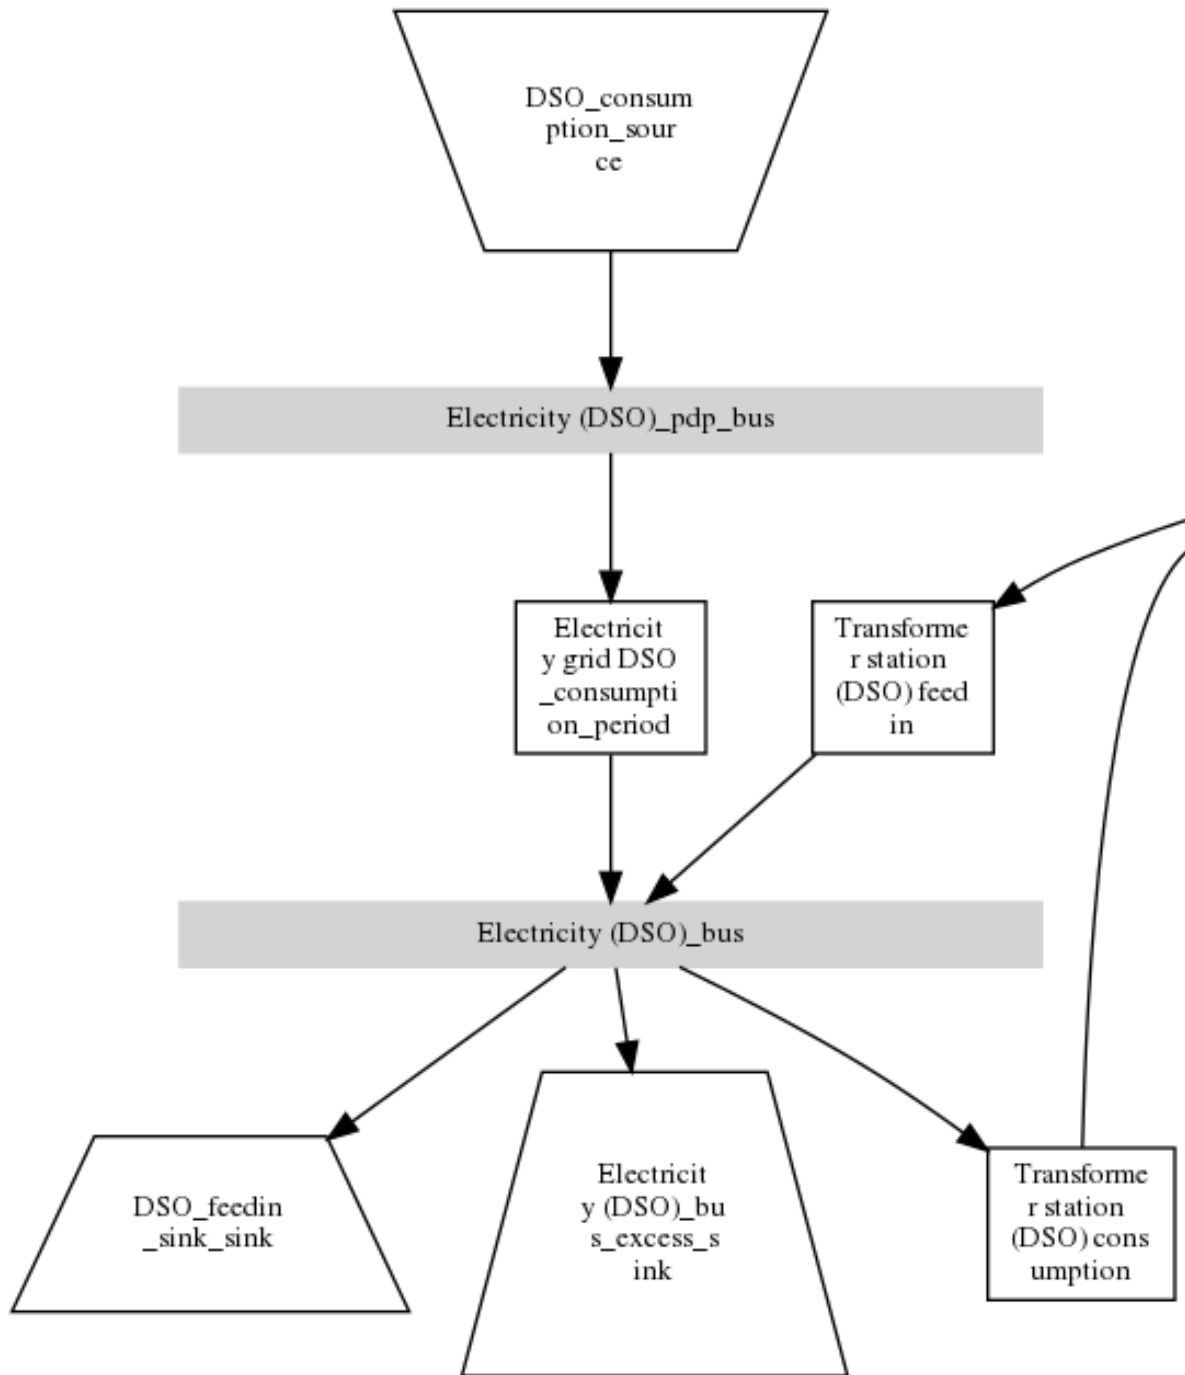 DSO_consum
ption_sour
ce
Electricity (DSO)_pdp_bus
Electricit
y grid DSO
_consumpti
on_period
Transforme
r station
(DSO) feed
in
Electricity (DSO)_bus
DSO_feedin
_sink_sink
Electricit
y (DSO)_bu
s_excess_s
ink
Transforme
r station
(DSO) cons
umption